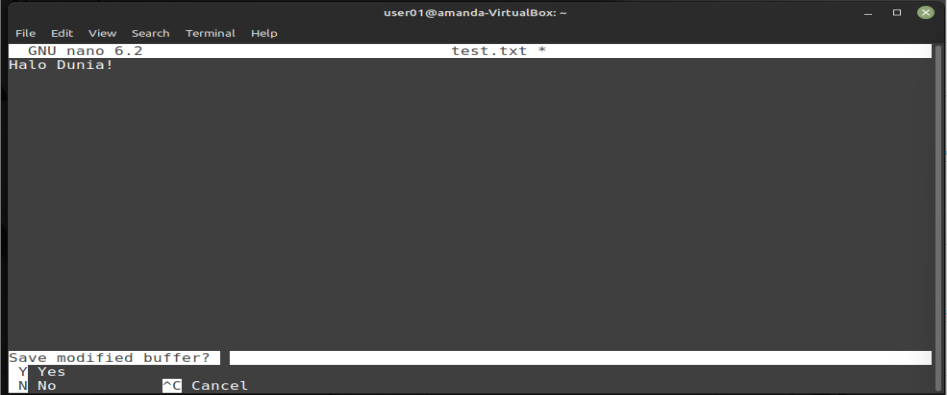 user01@amanda-VirtualBox: ~
File Edit View Search Terminal Help
GNU nano 6.2 test.txt *
Halo Dunia!
Save modified buffer?
Y Yes
N No ^C Cancel